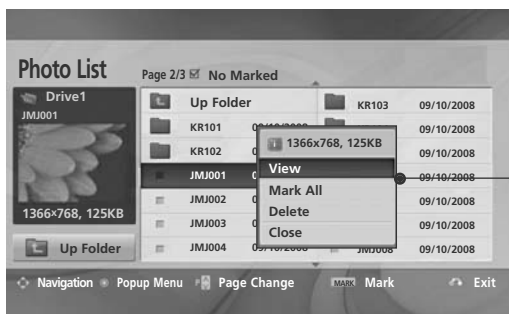 Photo List
Page 2/3 No Marked
Drive1
JMJ001
1366×768, 125KB
Up Folder
Up Folder
KR101
KR102
JMJ001
JMJ002
JMJ003
JMJ004
KR103 09/10/2008
09/10/2008
09/10/2008
09/10/2008
09/10/2008
09/10/2008
JMJ008 09/10/2008
1366x768, 125KB
View
Mark All
Delete
Close
Navigation Popup Menu Page Change MARK Mark Exit